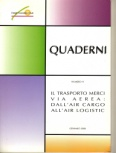 QUADERNI
IL TRASPORTO MERCI
VIA AEREA:
DALL'AIR CARGO
ALL'AIR LOGISTIC